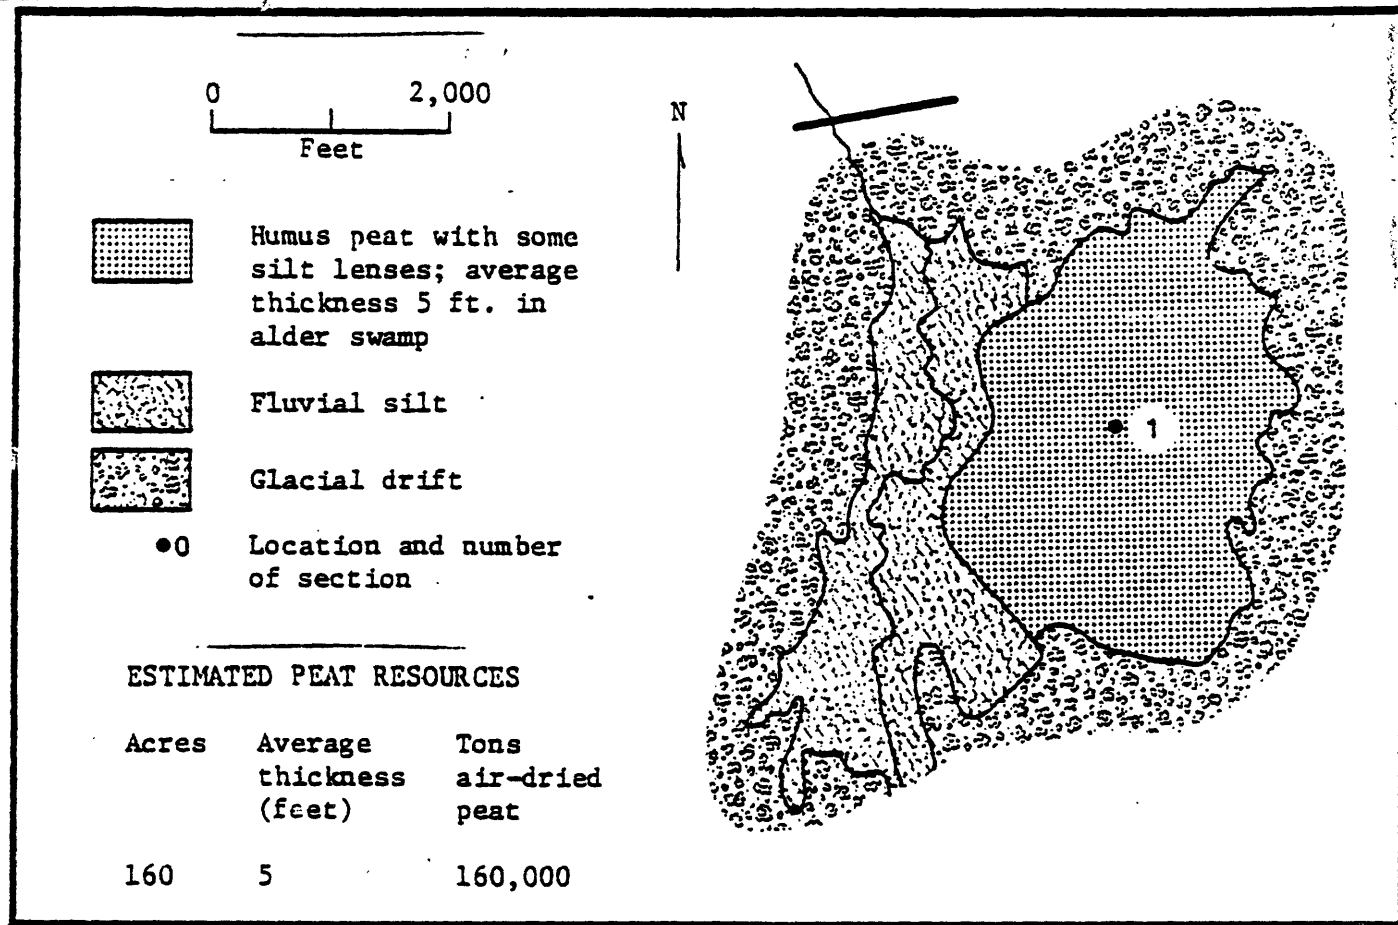 0 2,000
Feet
N
Humus peat with some
silt lenses; average
thickness 5 ft. in
alder swamp
Fluvial silt
Glacial drift
0 Location and number
of section
1
ESTIMATED PEAT RESOURCES
Acres Average Tons
thickness air-dried
(feet) peat
160 5 160,000